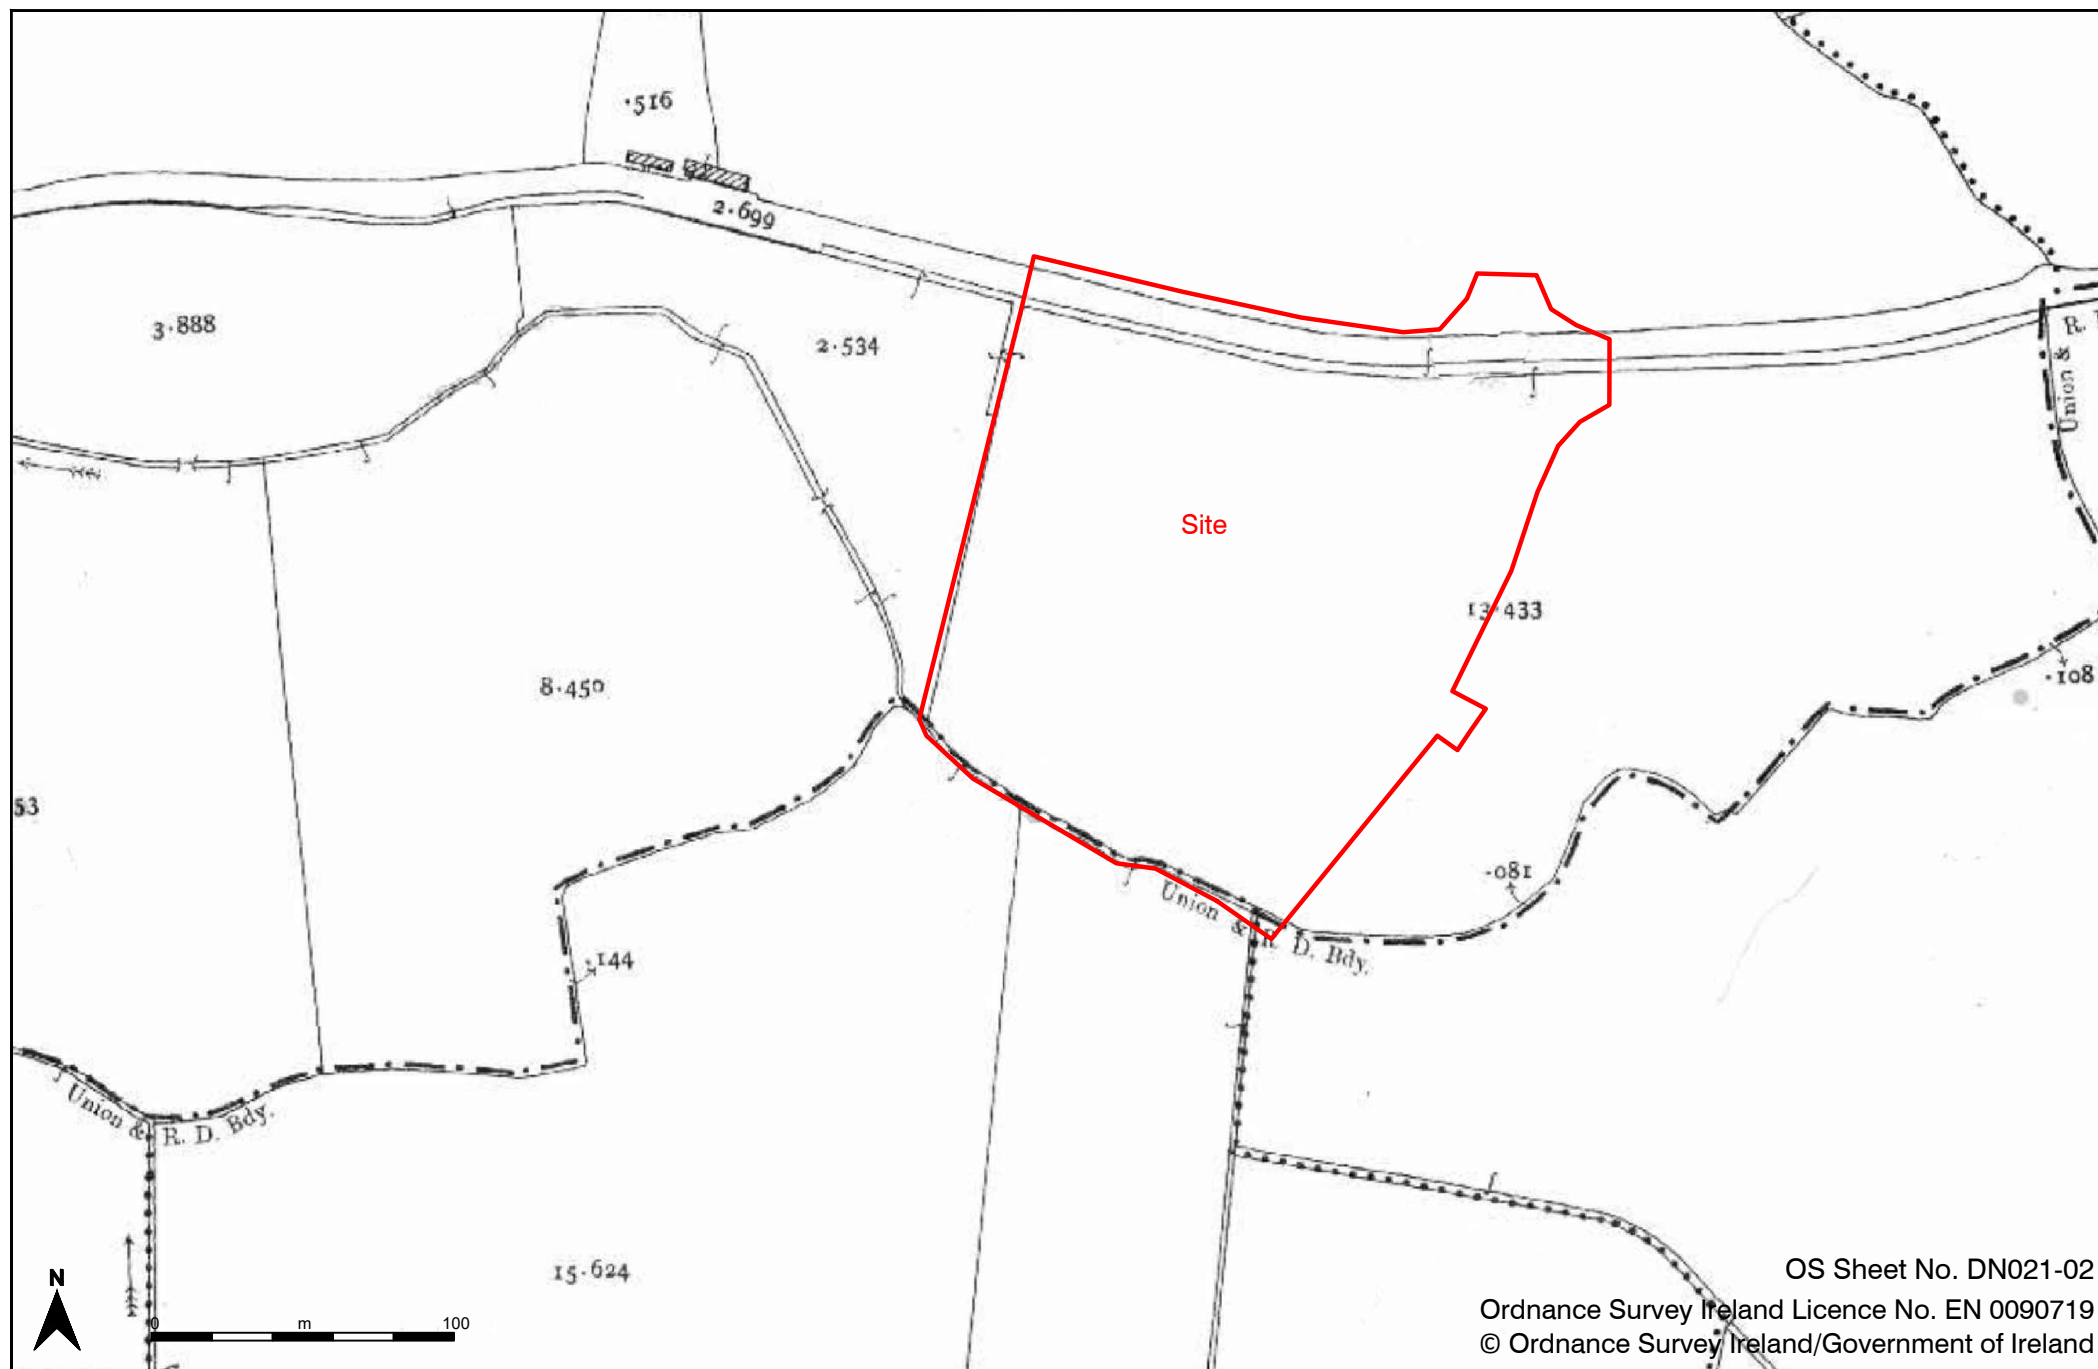 ·516
2·699
3·888
2·534
R.
Union &
Site
13·433
·108
8·450
53
·180
Union & R. D. Bdy.
·144
Union & R. D. Bdy.
15·624
N
0 m 100
OS Sheet No. DN021-02
Ordnance Survey Ireland Licence No. EN 0090719
© Ordnance Survey Ireland/Government of Ireland